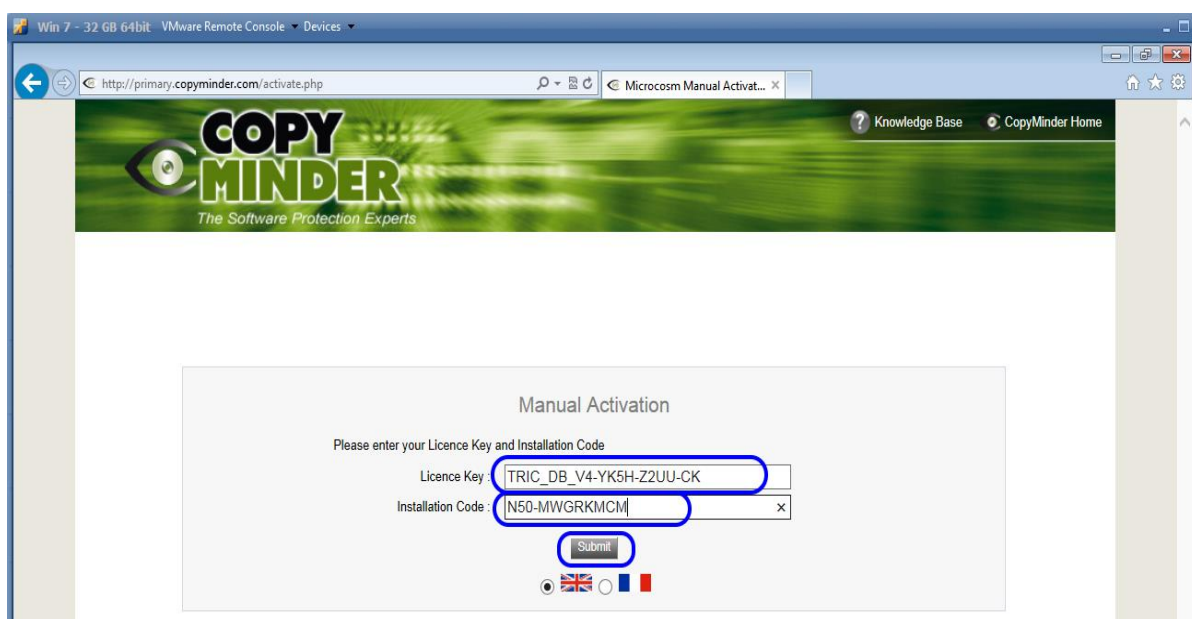 Win 7 - 32 GB 64bit VMware Remote Console Devices
http://primary.copyminder.com/activate.php
Microcosm Manual Activat... ×
COPY
MINDER
The Software Protection Experts
? Knowledge Base CopyMinder Home
Manual Activation
Please enter your Licence Key and Installation Code
Licence Key : TRIC_DB_V4-YK5H-Z2UU-CK
Installation Code : N50-MWGRKMCM ×
Submit